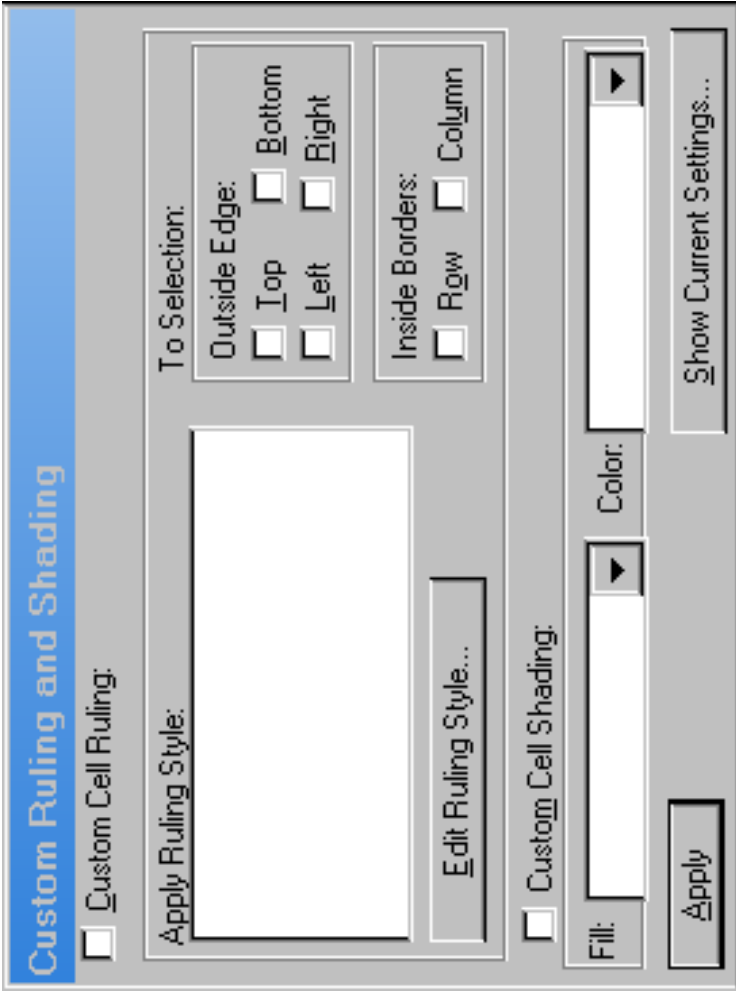 Custom Ruling and Shading
Custom Cell Ruling:
Apply Ruling Style:
Edit Ruling Style...
To Selection:
Outside Edge:
Top Bottom
Left Right
Inside Borders:
Row Column
Custom Cell Shading:
Fill: Color:
Apply Show Current Settings...